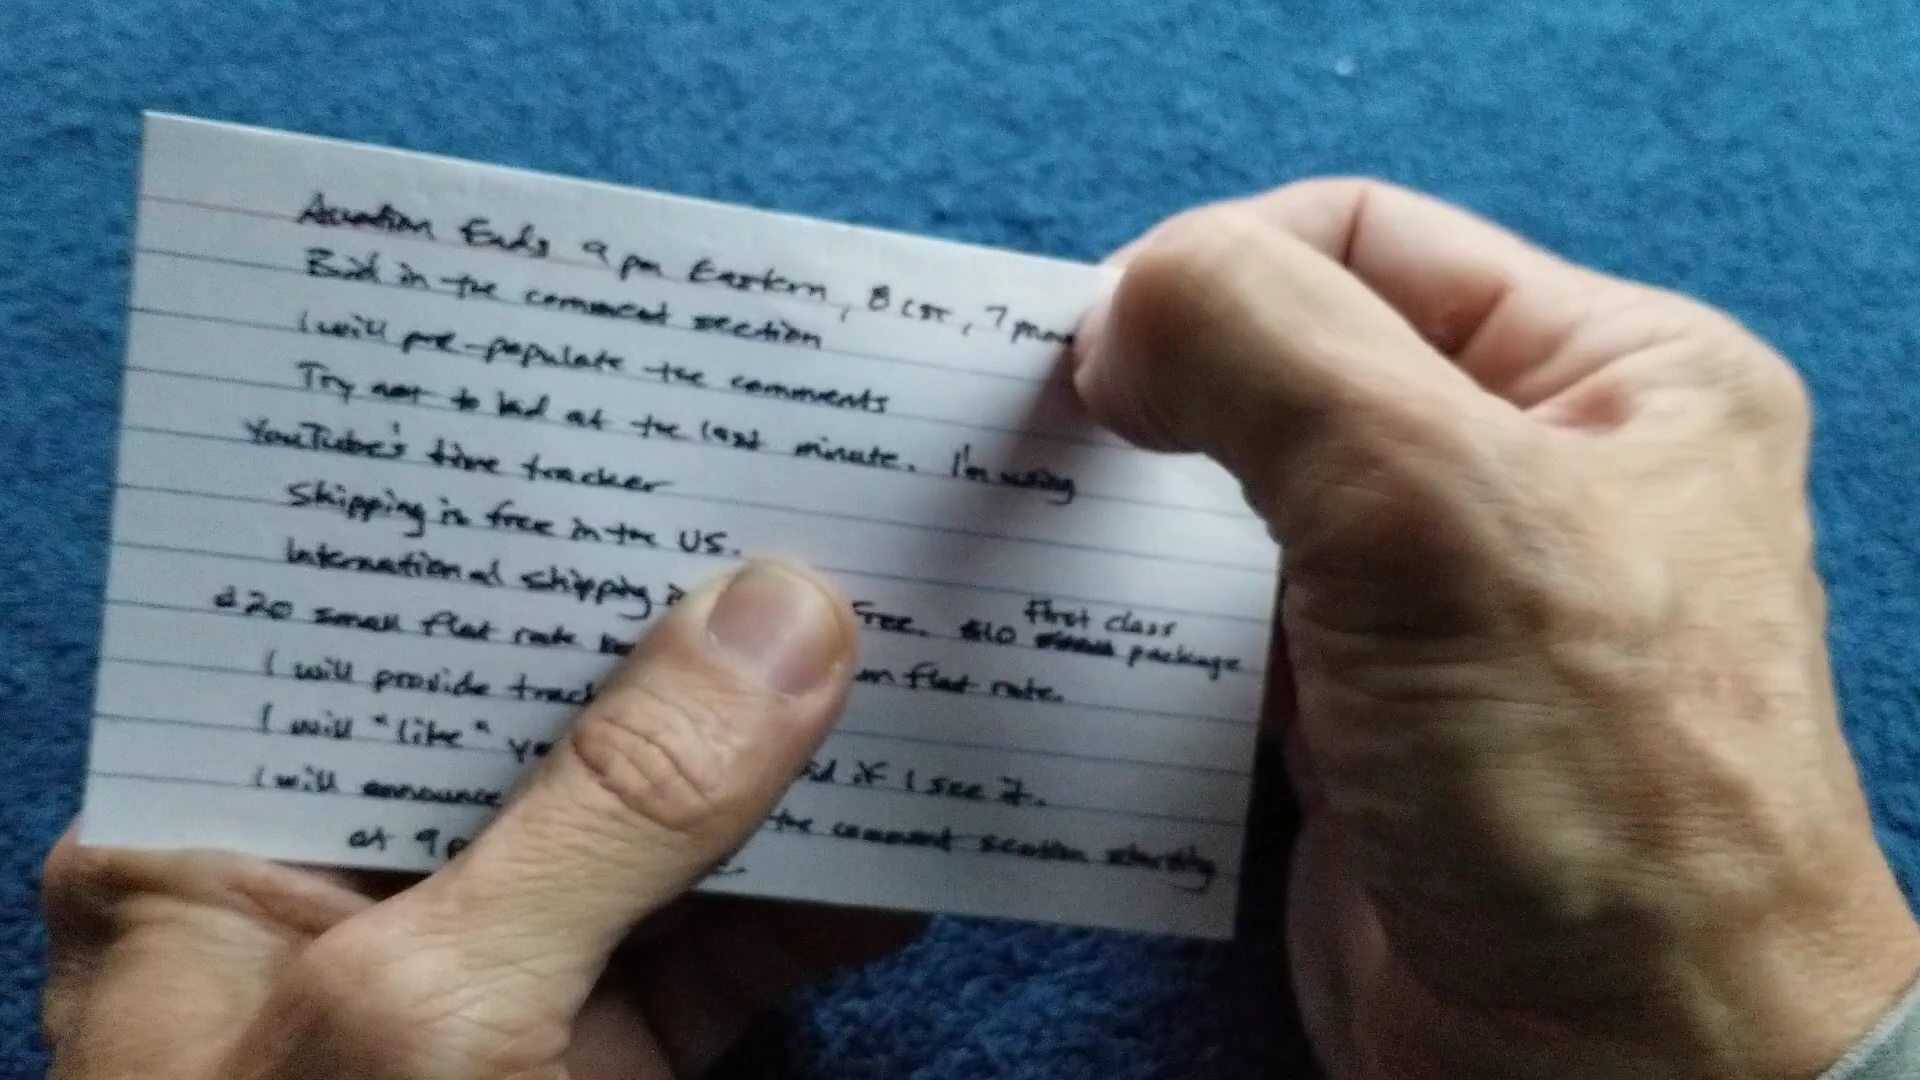 Auction Ends 9 pm Eastern, 8 CST, 7 pm
Bid in the comment section
I will pre-populate the comments
Try not to bid at the last minute. I'm using
YouTube's time tracker
Shipping is free in the US.
International shipping free. $10 first class package
$20 small flat rate flat rate.
I will provide
I will "like" if I see it.
I will announce the comment section starting
at 9